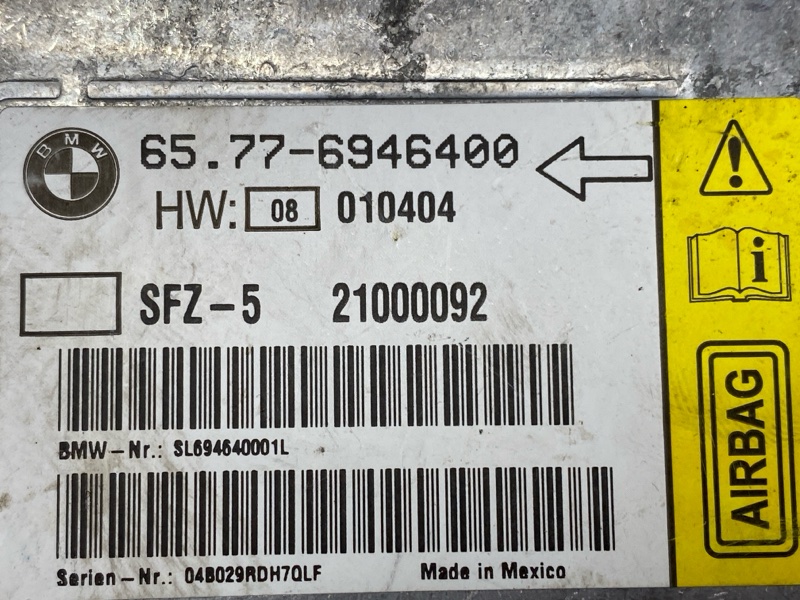 BMW
65.77-6946400
HW: 08 010404
i
SFZ-5 21000092
AIRBAG
BMW-Nr.: SL694640001L
Serien-Nr.: 04B029RDH7QLF Made in Mexico